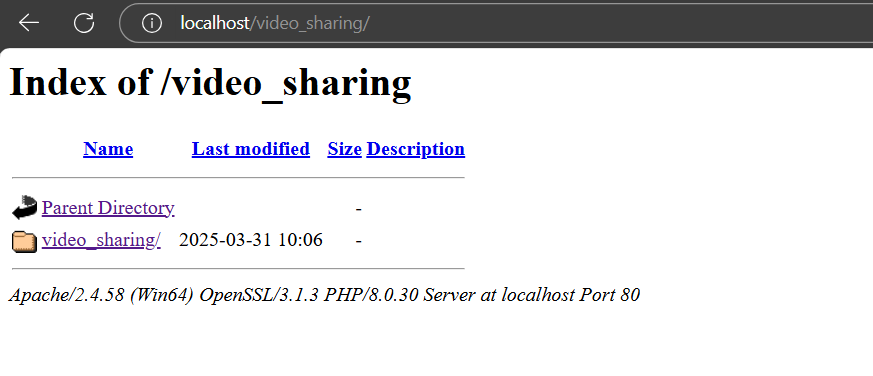 localhost/video_sharing/
Index of /video_sharing
Name Last modified Size Description
Parent Directory -
video_sharing/ 2025-03-31 10:06 -
Apache/2.4.58 (Win64) OpenSSL/3.1.3 PHP/8.0.30 Server at localhost Port 80